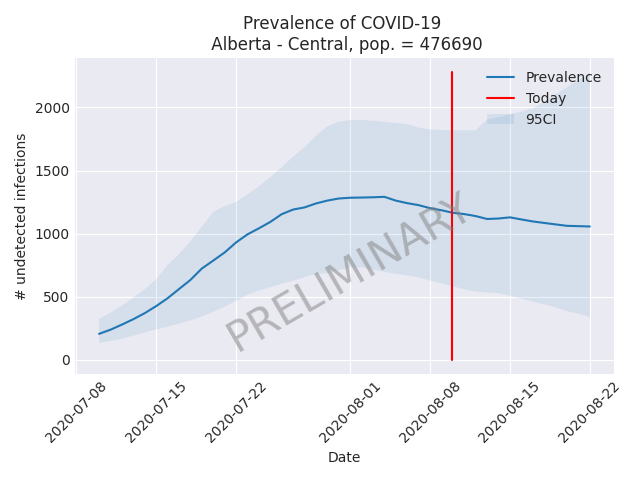 Prevalence of COVID-19
Alberta - Central, pop. = 476690
Prevalence
Today
95CI
2000
1500
1000
500
0
# undetected infections
PRELIMINARY
2020-07-08
2020-07-15
2020-07-22
2020-08-01
2020-08-08
2020-08-15
2020-08-22
Date